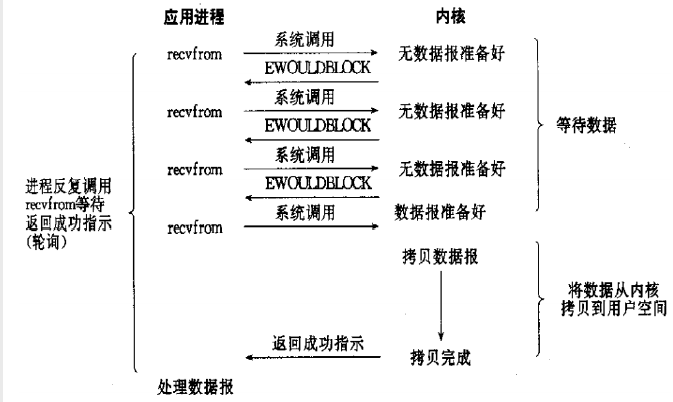 应用进程 内核
系统调用
recvfrom 无数据报准备好
EWOULDBLOCK
系统调用
recvfrom 无数据报准备好
EWOULDBLOCK
等待数据
系统调用
recvfrom 无数据报准备好
EWOULDBLOCK
系统调用
recvfrom 数据报准备好
进程反复调用
recvfrom等待
返回成功指示
(轮询)
拷贝数据报
将数据从内核
拷贝到用户空间
返回成功指示
拷贝完成
处理数据报